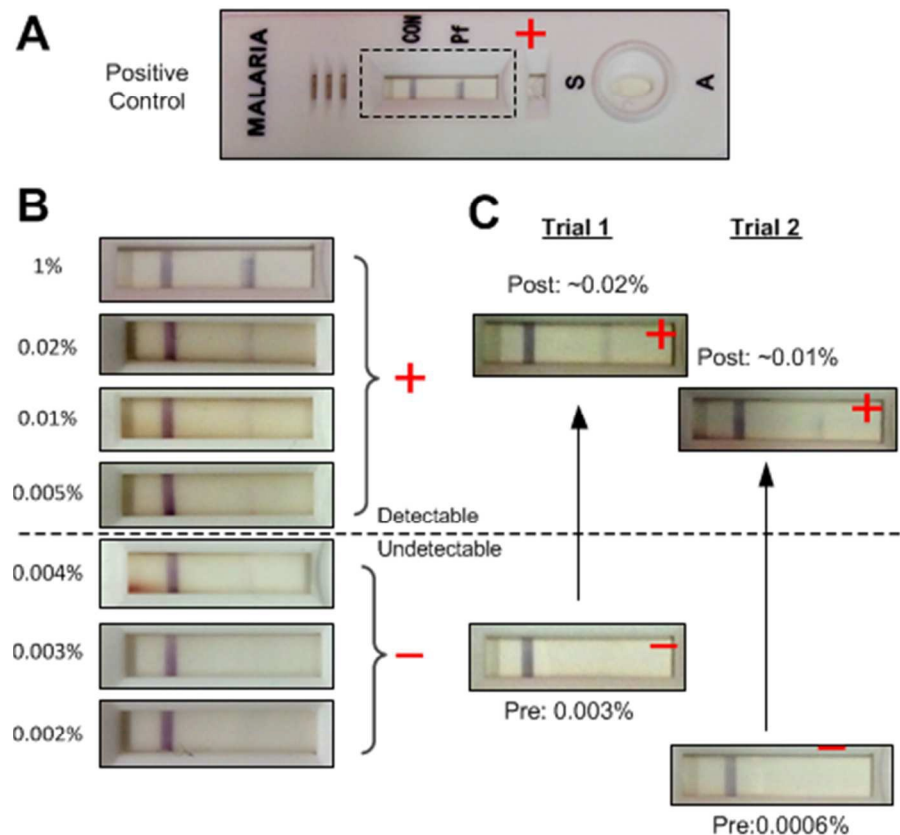 A
Positive
Control
MALARIA
CON
Pf
+
S
A
B
1%
0.02%
0.01%
0.005%
0.004%
0.003%
0.002%
+
Detectable
Undetectable
−
C
Trial 1
Trial 2
Post: ~0.02%
+
Post: ~0.01%
+
−
Pre: 0.003%
−
Pre:0.0006%